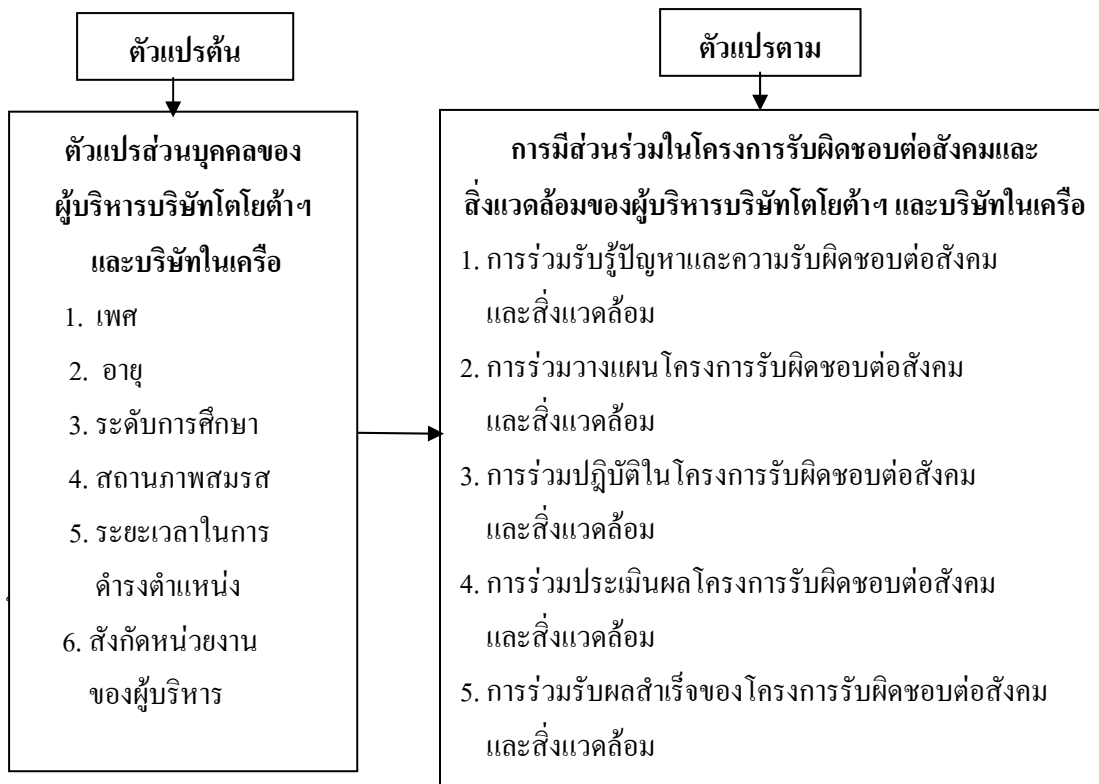 ตัวแปรต้น
ตัวแปรส่วนบุคคลของ
ผู้บริหารบริษัทโตโยต้าฯ
และบริษัทในเครือ
1. เพศ
2. อายุ
3. ระดับการศึกษา
4. สถานภาพสมรส
5. ระยะเวลาในการ
ดำรงตำแหน่ง
6. สังกัดหน่วยงาน
ของผู้บริหาร
ตัวแปรตาม
การมีส่วนร่วมในโครงการรับผิดชอบต่อสังคมและ
สิ่งแวดล้อมของผู้บริหารบริษัทโตโยต้าฯ และบริษัทในเครือ
1. การร่วมรับรู้ปัญหาและความรับผิดชอบต่อสังคม
และสิ่งแวดล้อม
2. การร่วมวางแผนโครงการรับผิดชอบต่อสังคม
และสิ่งแวดล้อม
3. การร่วมปฎิบัติในโครงการรับผิดชอบต่อสังคม
และสิ่งแวดล้อม
4. การร่วมประเมินผลโครงการรับผิดชอบต่อสังคม
และสิ่งแวดล้อม
5. การร่วมรับผลสำเร็จของโครงการรับผิดชอบต่อสังคม
และสิ่งแวดล้อม